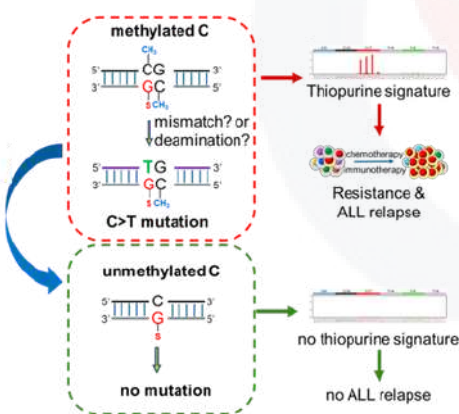 methylated C
CH₃
5' CG 3'
3' GC 5'
S CH₃
mismatch? or
deamination?
TG
5' 3'
3' GC 5'
S CH₃
C>T mutation
Thiopurine signature
chemotherapy
immunotherapy
Resistance &
ALL relapse
unmethylated C
5' C 3'
3' G 5'
S
no mutation
no thiopurine signature
no ALL relapse